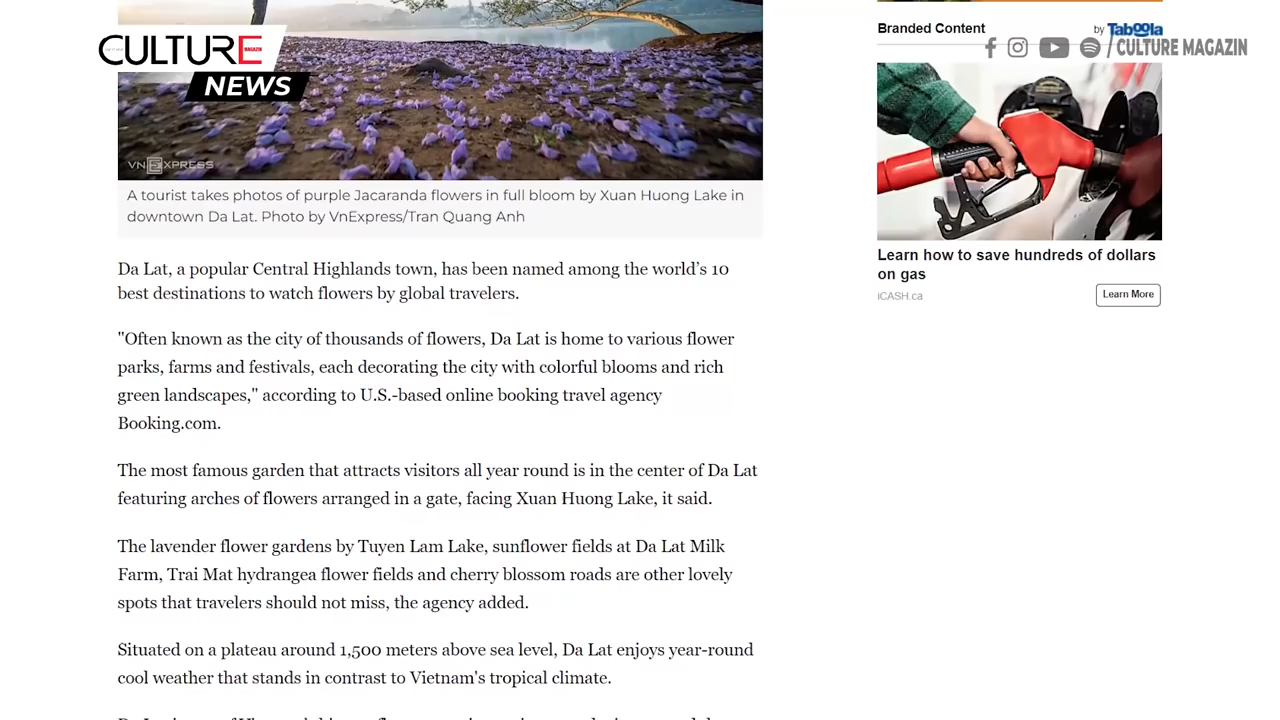 CULTURE
MAGAZIN
NEWS
VNEXPRESS
A tourist takes photos of purple Jacaranda flowers in full bloom by Xuan Huong Lake in
downtown Da Lat. Photo by VnExpress/Tran Quang Anh
Da Lat, a popular Central Highlands town, has been named among the world's 10
best destinations to watch flowers by global travelers.
"Often known as the city of thousands of flowers, Da Lat is home to various flower
parks, farms and festivals, each decorating the city with colorful blooms and rich
green landscapes," according to U.S.-based online booking travel agency
Booking.com.
The most famous garden that attracts visitors all year round is in the center of Da Lat
featuring arches of flowers arranged in a gate, facing Xuan Huong Lake, it said.
The lavender flower gardens by Tuyen Lam Lake, sunflower fields at Da Lat Milk
Farm, Trai Mat hydrangea flower fields and cherry blossom roads are other lovely
spots that travelers should not miss, the agency added.
Situated on a plateau around 1,500 meters above sea level, Da Lat enjoys year-round
cool weather that stands in contrast to Vietnam's tropical climate.
Branded Content
by Taboola
/ CULTURE MAGAZIN
Learn how to save hundreds of dollars
on gas
iCASH.ca
Learn More